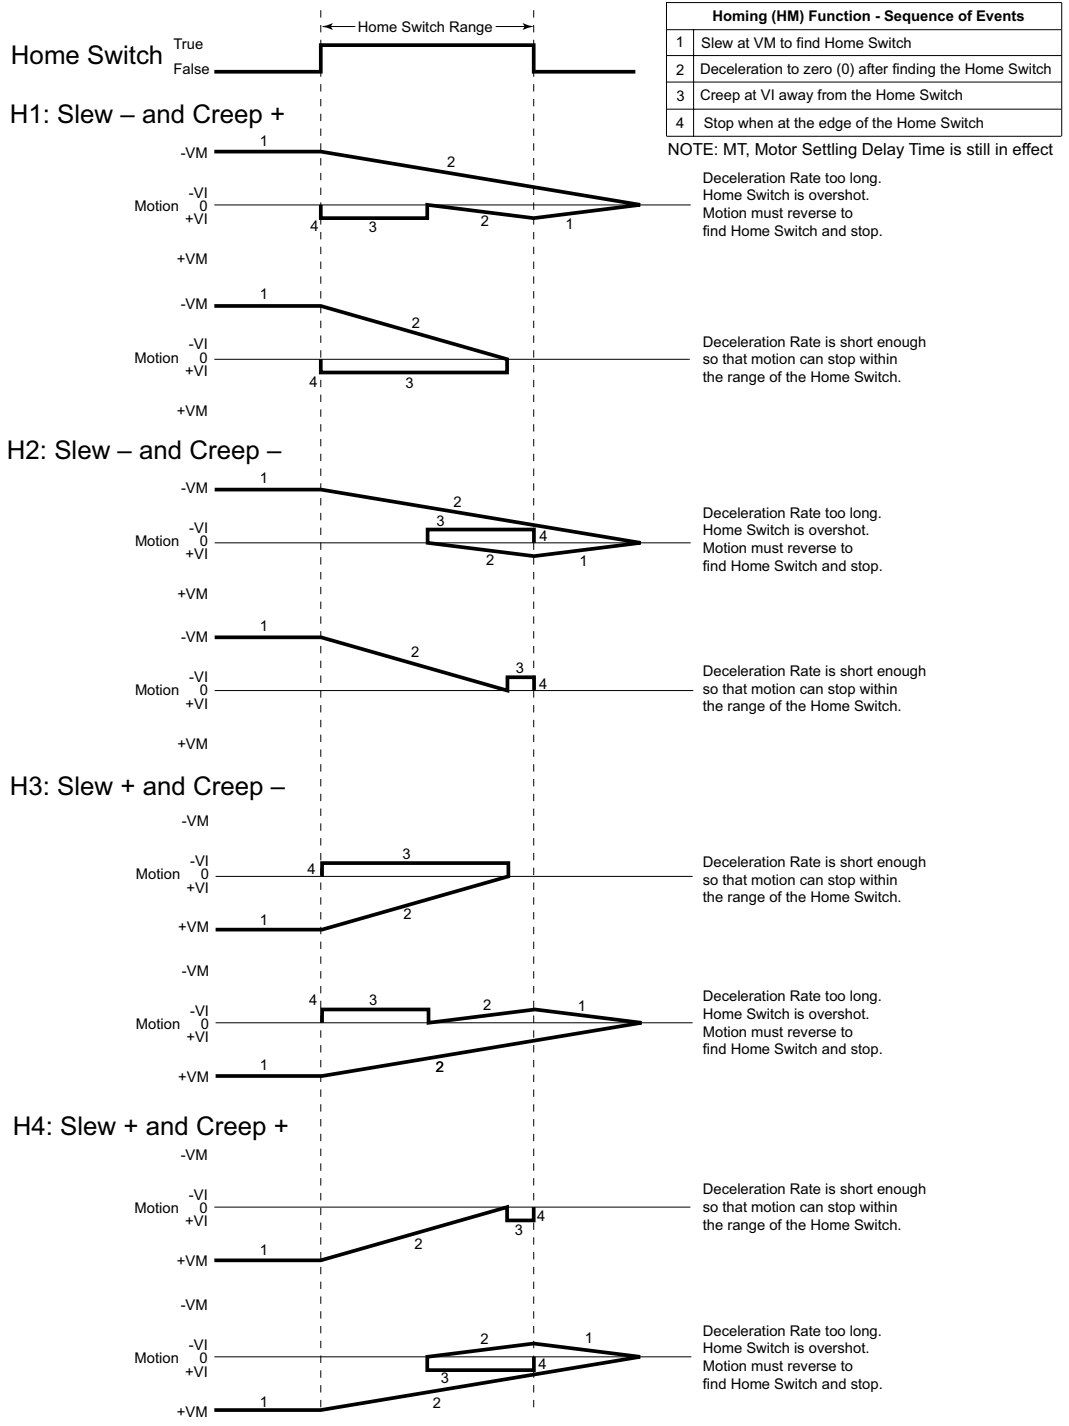 Home Switch Range
Home Switch
True
False
Homing (HM) Function - Sequence of Events
1 Slew at VM to find Home Switch
2 Deceleration to zero (0) after finding the Home Switch
3 Creep at VI away from the Home Switch
4 Stop when at the edge of the Home Switch
NOTE: MT, Motor Settling Delay Time is still in effect
H1: Slew – and Creep +
-VM
1
2
-VI
Motion 0
+VI
4
3
2
1
+VM
Deceleration Rate too long.
Home Switch is overshot.
Motion must reverse to
find Home Switch and stop.
-VM
1
2
-VI
Motion 0
+VI
4
3
+VM
Deceleration Rate is short enough
so that motion can stop within
the range of the Home Switch.
H2: Slew – and Creep –
-VM
1
2
3
-VI
Motion 0
+VI
4
2
1
+VM
Deceleration Rate too long.
Home Switch is overshot.
Motion must reverse to
find Home Switch and stop.
-VM
1
2
3
-VI
Motion 0
+VI
4
+VM
Deceleration Rate is short enough
so that motion can stop within
the range of the Home Switch.
H3: Slew + and Creep –
-VM
3
-VI
Motion 0
+VI
4
2
1
+VM
Deceleration Rate is short enough
so that motion can stop within
the range of the Home Switch.
-VM
4
3
2
1
-VI
Motion 0
+VI
1
2
+VM
Deceleration Rate too long.
Home Switch is overshot.
Motion must reverse to
find Home Switch and stop.
H4: Slew + and Creep +
-VM
-VI
Motion 0
+VI
4
3
2
1
+VM
Deceleration Rate is short enough
so that motion can stop within
the range of the Home Switch.
-VM
2
1
-VI
Motion 0
+VI
4
3
1
2
+VM
Deceleration Rate too long.
Home Switch is overshot.
Motion must reverse to
find Home Switch and stop.